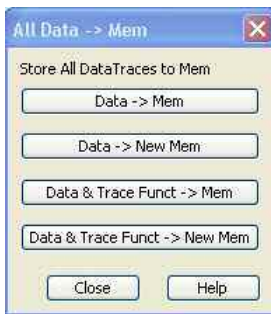 All Data -> Mem
Store All DataTraces to Mem
Data -> Mem
Data -> New Mem
Data & Trace Funct -> Mem
Data & Trace Funct -> New Mem
Close Help